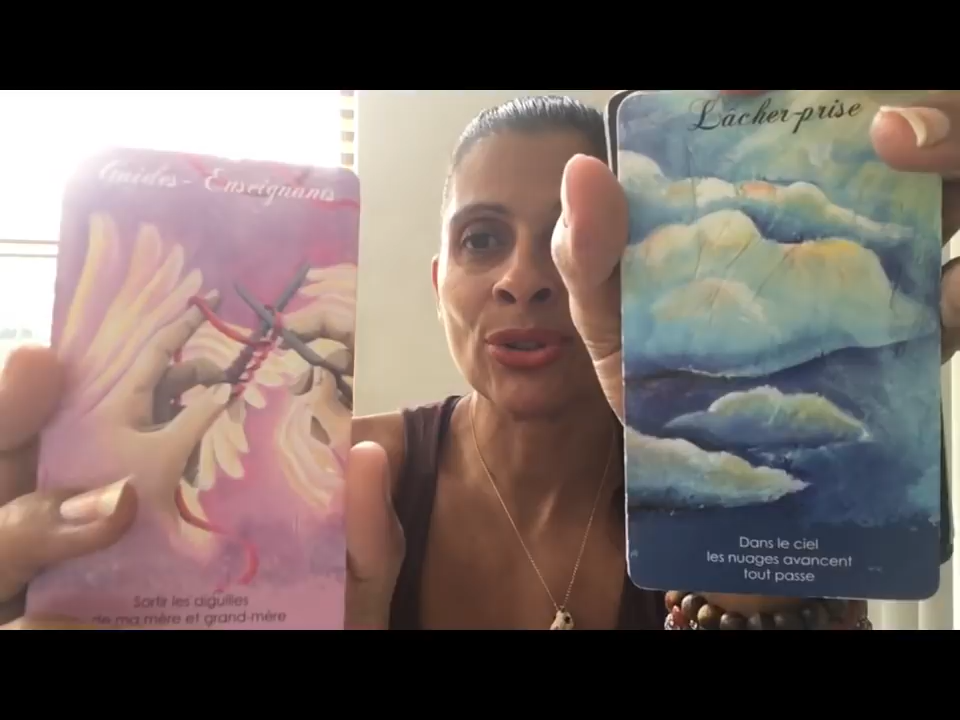 Guides - Enseignants
Sortir les aiguilles
de ma mère et grand-mère
Lâcher-prise
Dans le ciel
les nuages avancent
tout passe